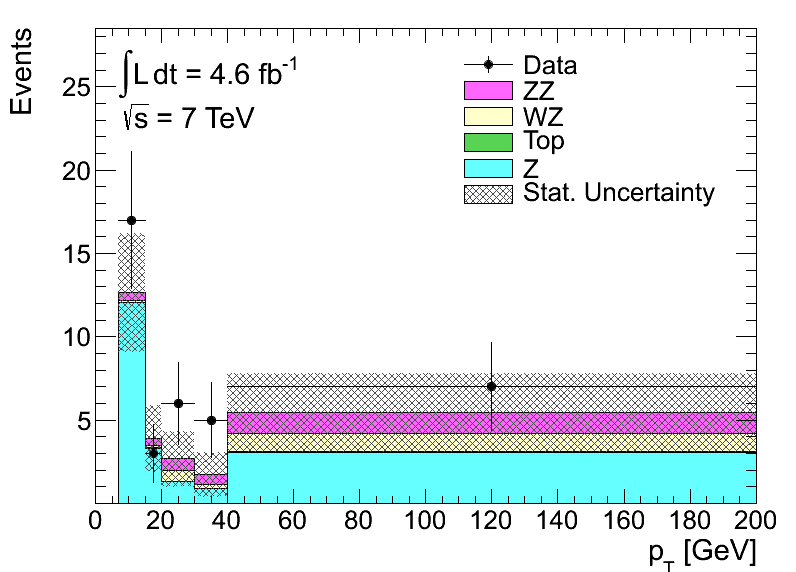 Events
∫L dt = 4.6 fb⁻¹
√s = 7 TeV
Data
ZZ
WZ
Top
Z
Stat. Uncertainty
25
20
15
10
5
0 20 40 60 80 100 120 140 160 180 200
p_T [GeV]